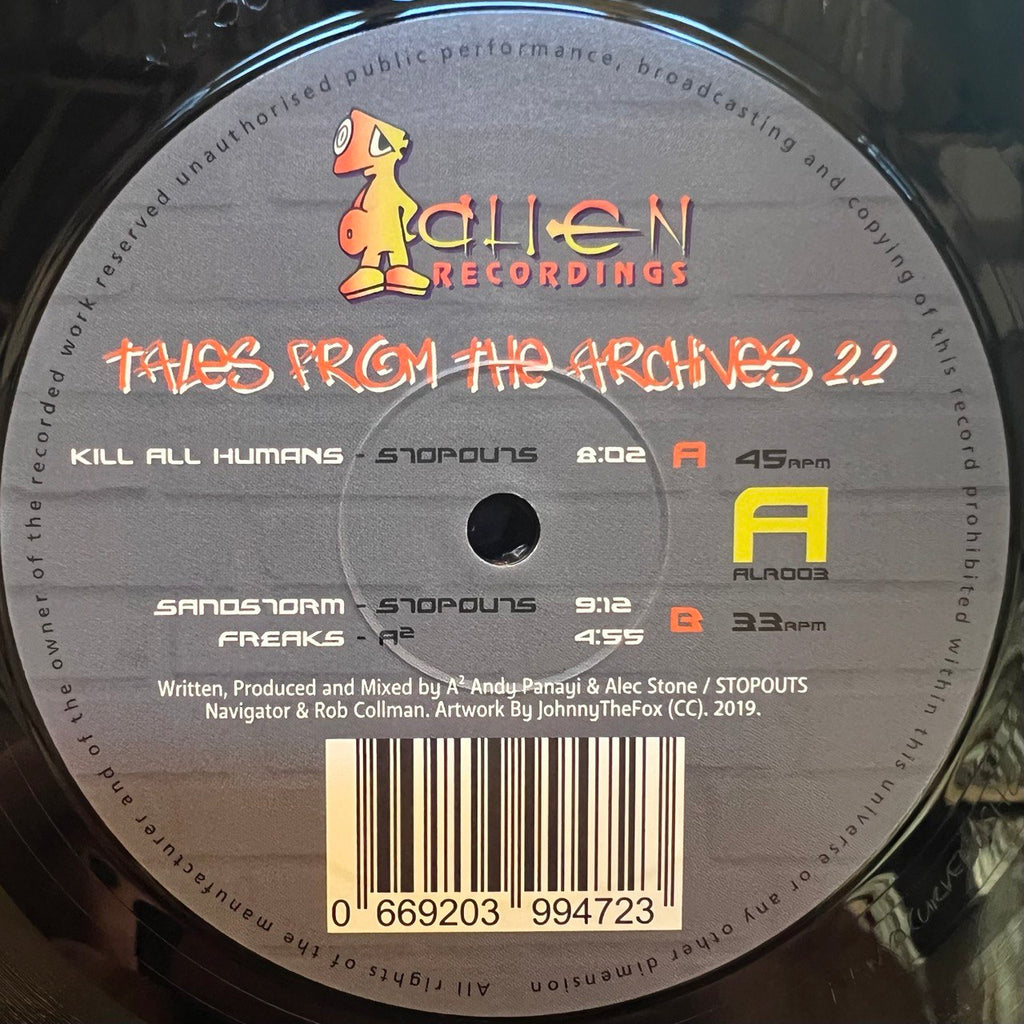 All rights of the manufacturer and of the owner of the recorded work reserved unauthorised public performance, broadcasting and copying of this record prohibited within this universe or any other dimension
ALIEN
RECORDINGS
TALES FROM THE ARCHIVES 2.2
KILL ALL HUMANS - STOPOUTS 8:02 A 45RPM
A
ALR003
SANDSTORM - STOPOUTS 9:12
B 33RPM
FREAKS - A² 4:55
Written, Produced and Mixed by A² Andy Panayi & Alec Stone / STOPOUTS
Navigator & Rob Collman. Artwork By JohnnyTheFox (CC). 2019.
0 669203 994723